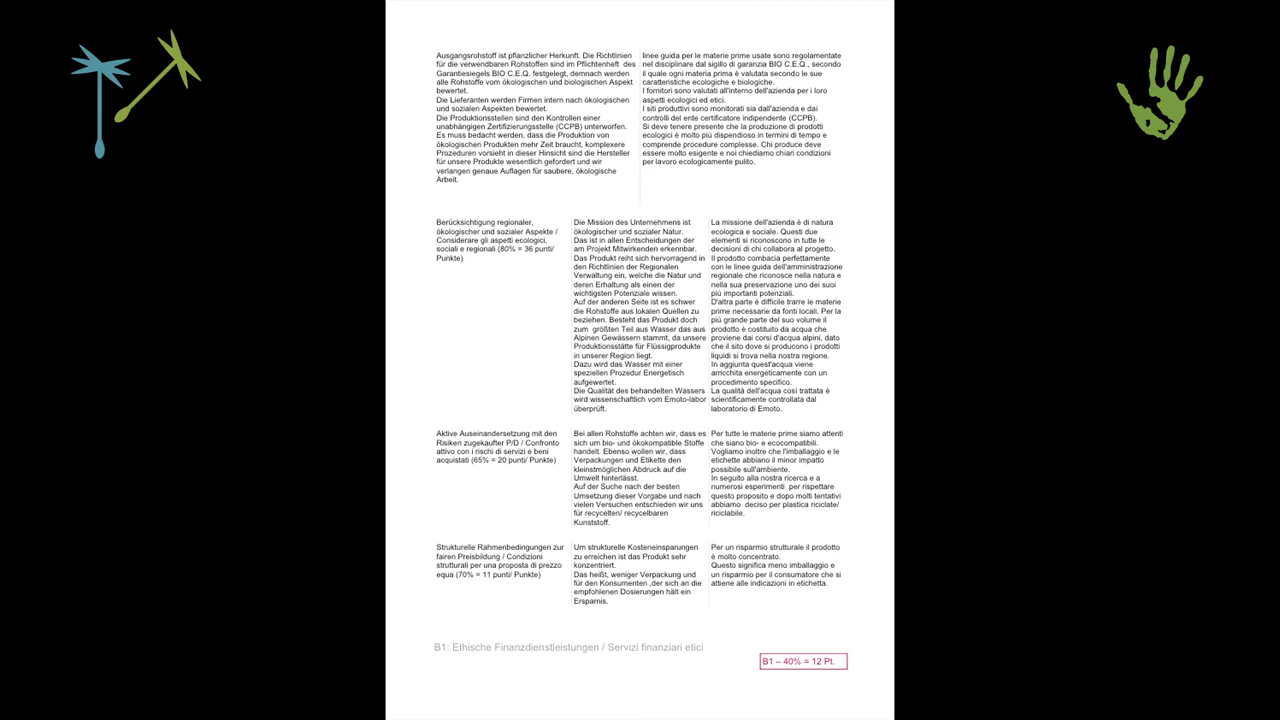 Ausgangsrohstoff ist pflanzlicher Herkunft. Die Richtlinien
für die verwendbaren Rohstoffen sind im Pflichtenheft des
Garantiesiegels BIO C.E.Q. festgelegt, demnach werden
alle Rohstoffe vom ökologischen und biologischen Aspekt
bewertet.
Die Lieferanten werden Firmen intern nach ökologischen
und sozialen Aspekten bewertet.
Die Produktionsstellen sind den Kontrollen einer
unabhängigen Zertifizierungsstelle (CCPB) unterworfen.
Es muss bedacht werden, dass die Produktion von
ökologischen Produkten mehr Zeit braucht, komplexere
Prozeduren vorsieht in dieser Hinsicht sind die Hersteller
für unsere Produkte wesentlich gefordert und wir
verlangen genaue Auflagen für saubere, ökologische
Arbeit.
linee guida per le materie prime usate sono regolamentate
nel disciplinare dal sigillo di garanzia BIO C.E.Q., secondo
il quale ogni materia prima è valutata secondo le sue
caratteristiche ecologiche e biologiche.
I fornitori sono valutati all'interno dell'azienda per i loro
aspetti ecologici ed etici.
I siti produttivi sono monitorati sia dall'azienda e dai
controlli del ente certificatore indipendente (CCPB).
Si deve tenere presente che la produzione di prodotti
ecologici è molto più dispendioso in termini di tempo e
comprende procedure complesse. Chi produce deve
essere molto esigente e noi chiediamo chiari condizioni
per lavoro ecologicamente pulito.
Berücksichtigung regionaler,
ökologischer und sozialer Aspekte /
Considerare gli aspetti ecologici,
sociali e regionali (80% = 36 punti/
Punkte)
Die Mission des Unternehmens ist
ökologischer und sozialer Natur.
Das ist in allen Entscheidungen der
am Projekt Mitwirkenden erkennbar.
Das Produkt reiht sich hervorragend in
den Richtlinien der Regionalen
Verwaltung ein, welche die Natur und
deren Erhaltung als einen der
wichtigsten Potenziale wissen.
Auf der anderen Seite ist es schwer
die Rohstoffe aus lokalen Quellen zu
beziehen. Besteht das Produkt doch
zum größten Teil aus Wasser das aus
Alpinen Gewässern stammt, da unsere
Produktionsstätte für Flüssigprodukte
in unserer Region liegt.
Dazu wird das Wasser mit einer
speziellen Prozedur Energetisch
aufgewertet.
Die Qualität des behandelten Wassers
wird wissenschaftlich vom Emoto-labor
überprüft.
La missione dell'azienda è di natura
ecologica e sociale. Questi due
elementi si riconoscono in tutte le
decisioni di chi collabora al progetto.
Il prodotto combacia perfettamente
con le linee guida dell'amministrazione
regionale che riconosce nella natura e
nella sua preservazione uno dei suoi
più importanti potenziali.
D'altra parte è difficile trarre le materie
prime necessarie da fonti locali. Per la
più grande parte del suo volume il
prodotto è costituito da acqua che
proviene dai corsi d'acqua alpini, dato
che il sito dove si producono i prodotti
liquidi si trova nella nostra regione.
In aggiunta quest'acqua viene
arricchita energeticamente con un
procedimento specifico.
La qualità dell'acqua così trattata è
scientificamente controllata dal
laboratorio di Emoto.
Aktive Auseinandersetzung mit den
Risiken zugekaufter P/D / Confronto
attivo con i rischi di servizi e beni
acquistati (65% = 20 punti/ Punkte)
Bei allen Rohstoffe achten wir, dass es
sich um bio- und ökokompatible Stoffe
handelt. Ebenso wollen wir, dass
Verpackungen und Etikette den
kleinstmöglichen Abdruck auf die
Umwelt hinterlässt.
Auf der Suche nach der besten
Umsetzung dieser Vorgabe und nach
vielen Versuchen entschieden wir uns
für recycelten/ recycelbaren
Kunststoff.
Per tutte le materie prime siamo attenti
che siano bio- e ecocompatibili.
Vogliamo inoltre che l'imballaggio e le
etichette abbiano il minor impatto
possibile sull'ambiente.
In seguito alla nostra ricerca e a
numerosi esperimenti per rispettare
questo proposito e dopo molti tentativi
abbiamo deciso per plastica riciclate/
riciclabile.
Strukturelle Rahmenbedingungen zur
fairen Preisbildung / Condizioni
strutturali per una proposta di prezzo
equa (70% = 11 punti/ Punkte)
Um strukturelle Kosteneinsparungen
zu erreichen ist das Produkt sehr
konzentriert.
Das heißt, weniger Verpackung und
für den Konsumenten ,der sich an die
empfohlenen Dosierungen hält ein
Ersparnis.
Per un risparmio strutturale il prodotto
è molto concentrato.
Questo significa meno imballaggio e
un risparmio per il consumatore che si
attiene alle indicazioni in etichetta.
B1: Ethische Finanzdienstleistungen / Servizi finanziari etici
B1 – 40% = 12 Pt.